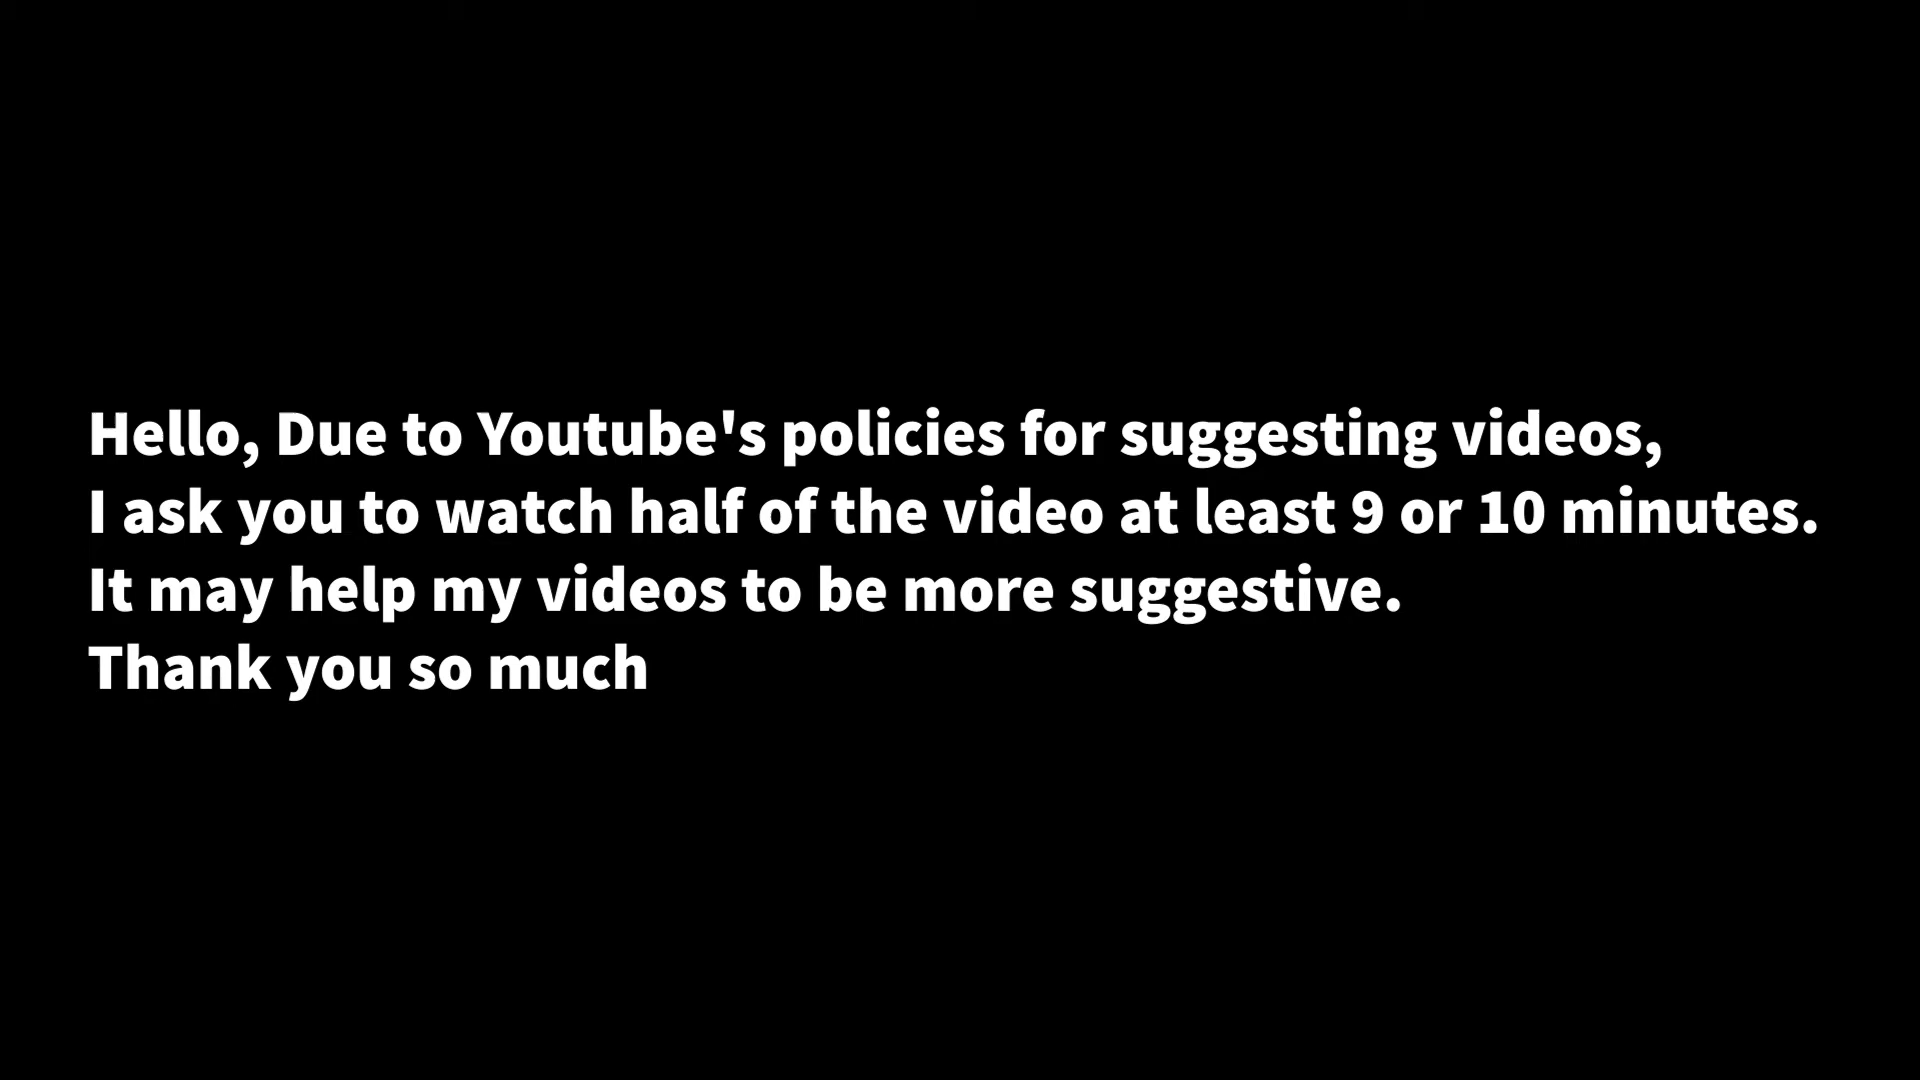 Hello, Due to Youtube's policies for suggesting videos,
I ask you to watch half of the video at least 9 or 10 minutes.
It may help my videos to be more suggestive.
Thank you so much